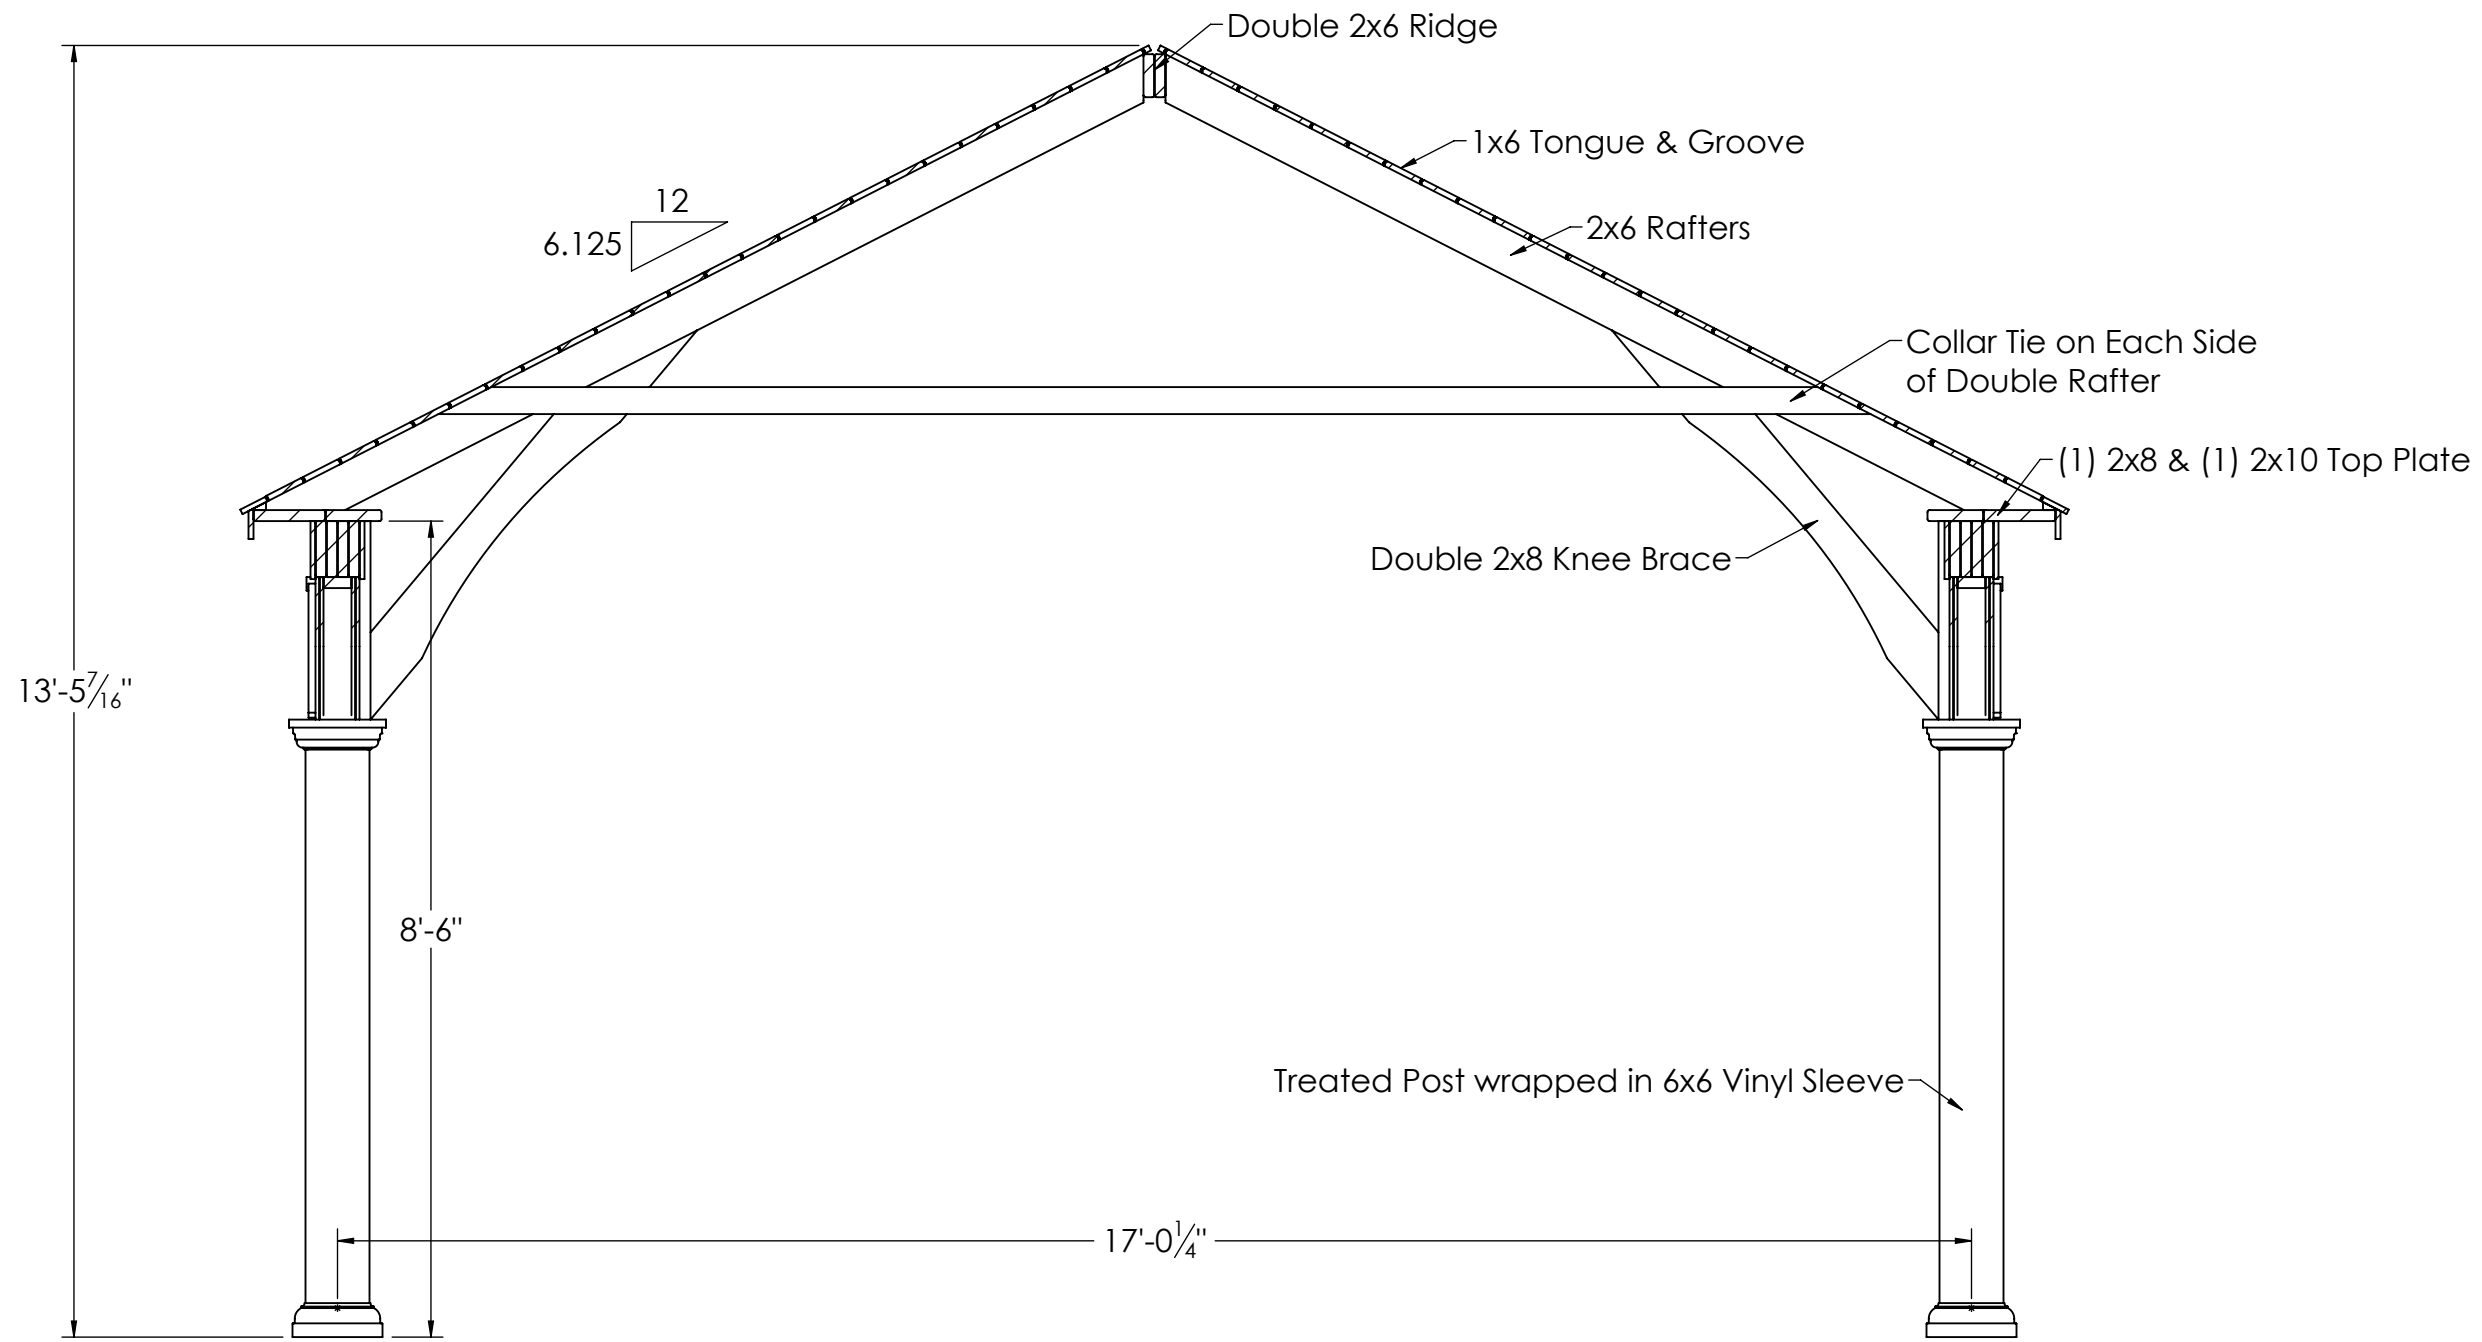 Double 2x6 Ridge
1x6 Tongue & Groove
12
6.125
2x6 Rafters
Collar Tie on Each Side
of Double Rafter
(1) 2x8 & (1) 2x10 Top Plate
Double 2x8 Knee Brace
13'-5 7/16"
8'-6"
Treated Post wrapped in 6x6 Vinyl Sleeve
17'-0 1/4"